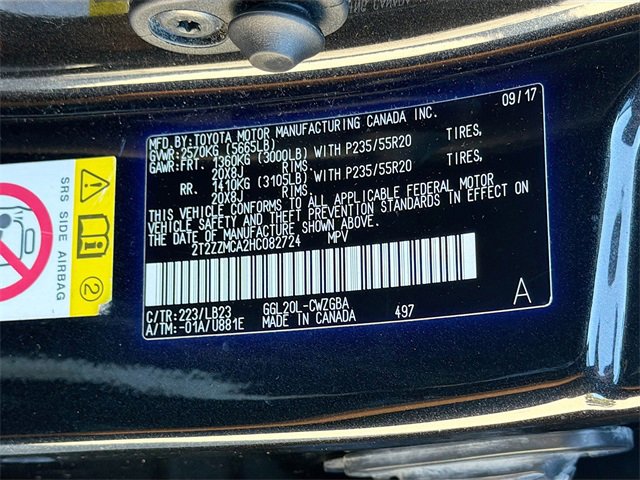 09/17
MFD.BY:TOYOTA MOTOR MANUFACTURING CANADA INC.
GVWR:2570KG (5665LB)
GAWR:FRT. 1360KG (3000LB) WITH P235/55R20 TIRES,
20X8J RIMS,
RR. 1410KG (3105LB) WITH P235/55R20 TIRES,
20X8J RIMS,
THIS VEHICLE CONFORMS TO ALL APPLICABLE FEDERAL MOTOR
VEHICLE SAFETY AND THEFT PREVENTION STANDARDS IN EFFECT ON
THE DATE OF MANUFACTURE SHOWN ABOVE.
2T2ZZMCA2HC082724 MPV
C/TR:223/LB23 GGL20L-CWZGBA
A/TM:-01A/U881E MADE IN CANADA 497
A
SRS SIDE AIRBAG
2